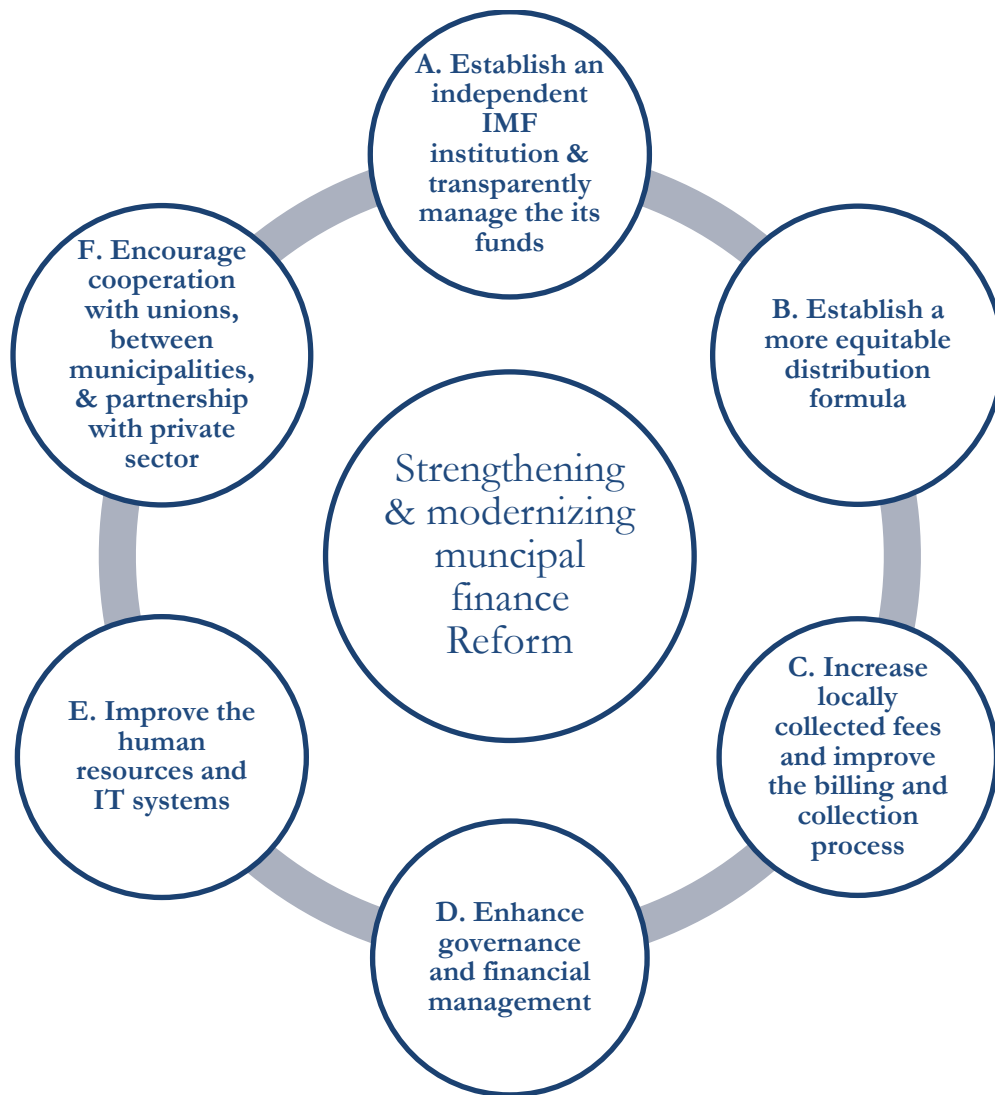 A. Establish an
independent
IMF
institution &
transparently
manage the its
funds
B. Establish a
more equitable
distribution
formula
C. Increase
locally
collected fees
and improve
the billing and
collection
process
D. Enhance
governance
and financial
management
E. Improve the
human
resources and
IT systems
F. Encourage
cooperation
with unions,
between
municipalities,
& partnership
with private
sector
Strengthening
& modernizing
muncipal
finance
Reform